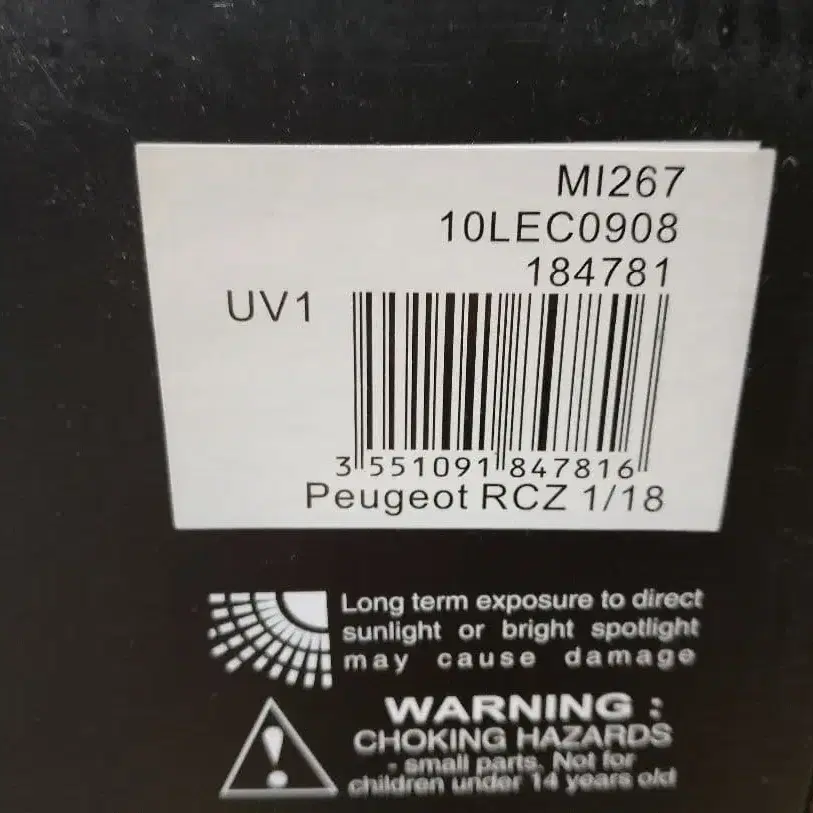 MI267
10LEC0908
184781
UV1
3 551091 847816
Peugeot RCZ 1/18
Long term exposure to direct
sunlight or bright spotlight
may cause damage
WARNING :
CHOKING HAZARDS
- small parts. Not for
children under 14 years old